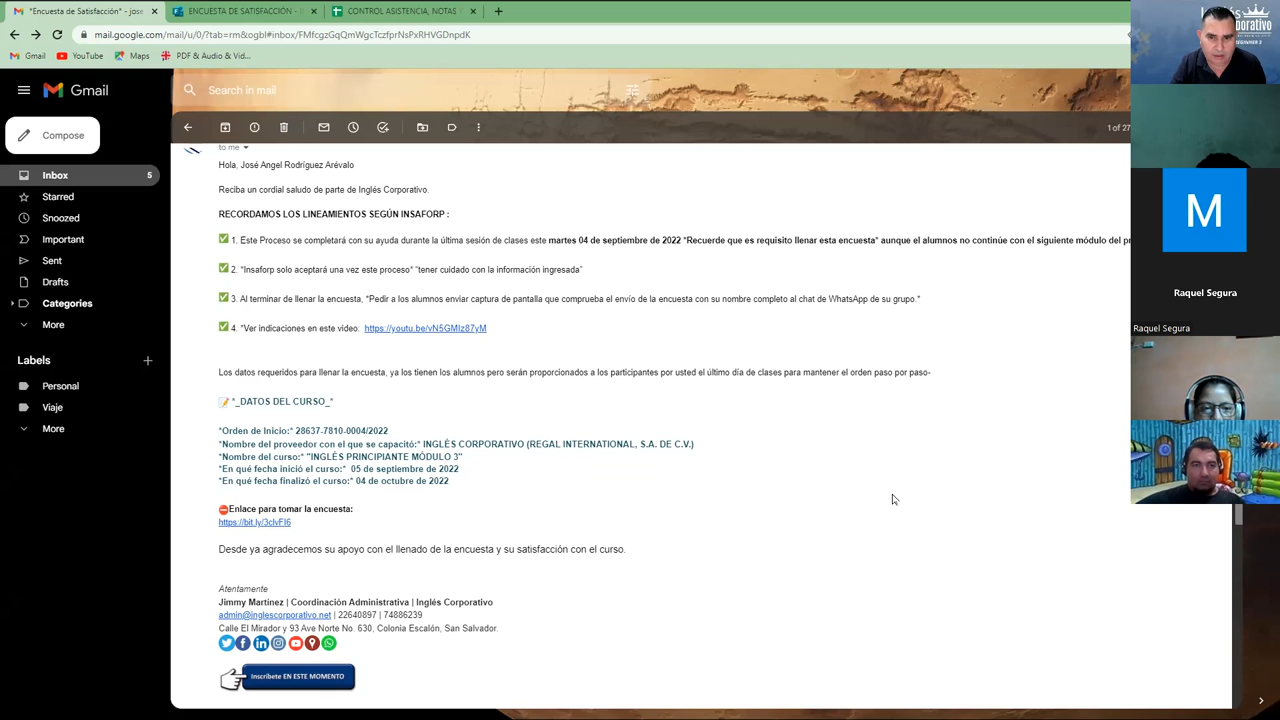 "Encuesta de Satisfacción" - jose
ENCUESTA DE SATISFACCIÓN - II
CONTROL ASISTENCIA, NOTAS
mail.google.com/mail/u/0/?tab=rm&ogbl#inbox/FMfcgzGqQmWgcTczfprNsPxRHVGDnpdK
Gmail
YouTube
Maps
PDF & Audio & Vid...
Gmail
Search in mail
Compose
1 of 27
Inbox 5
Starred
Snoozed
Important
Sent
Drafts
Categories
More
Labels
Personal
Viaje
More
to me
Hola, José Angel Rodríguez Arévalo
Reciba un cordial saludo de parte de Inglés Corporativo.
RECORDAMOS LOS LINEAMIENTOS SEGÚN INSAFORP :
1. Este Proceso se completará con su ayuda durante la última sesión de clases este martes 04 de septiembre de 2022 *Recuerde que es requisito llenar esta encuesta* aunque el alumnos no continúe con el siguiente módulo del pr
2. *Insaforp solo aceptará una vez este proceso* "tener cuidado con la información ingresada"
3. Al terminar de llenar la encuesta, *Pedir a los alumnos enviar captura de pantalla que comprueba el envío de la encuesta con su nombre completo al chat de WhatsApp de su grupo.*
4. *Ver indicaciones en este video: https://youtu.be/vN5GMIz87yM
Los datos requeridos para llenar la encuesta, ya los tienen los alumnos pero serán proporcionados a los participantes por usted el último día de clases para mantener el orden paso por paso-
*_DATOS DEL CURSO_*
*Orden de Inicio:* 28637-7810-0004/2022
*Nombre del proveedor con el que se capacitó:* INGLÉS CORPORATIVO (REGAL INTERNATIONAL, S.A. DE C.V.)
*Nombre del curso:* "INGLÉS PRINCIPIANTE MÓDULO 3"
*En qué fecha inició el curso:* 05 de septiembre de 2022
*En qué fecha finalizó el curso:* 04 de octubre de 2022
Enlace para tomar la encuesta:
https://bit.ly/3clvFI6
Desde ya agradecemos su apoyo con el llenado de la encuesta y su satisfacción con el curso.
Atentamente
Jimmy Martinez | Coordinación Administrativa | Inglés Corporativo
admin@inglescorporativo.net | 22640897 | 74886239
Calle El Mirador y 93 Ave Norte No. 630, Colonia Escalón, San Salvador.
Inscríbete EN ESTE MOMENTO
M
Raquel Segura
Raquel Segura